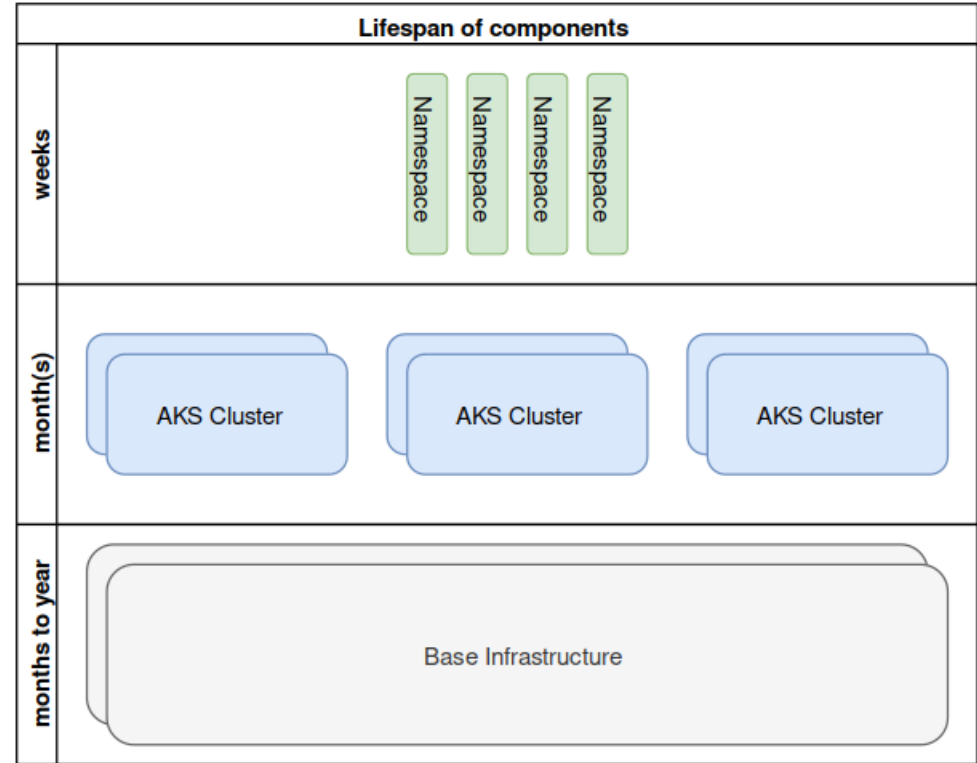 Lifespan of components
weeks
Namespace
Namespace
Namespace
Namespace
month(s)
AKS Cluster
AKS Cluster
AKS Cluster
months to year
Base Infrastructure